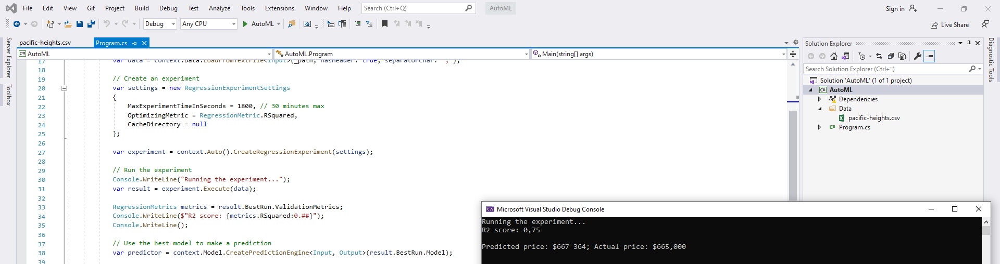 File Edit View Git Project Build Debug Test Analyze Tools Extensions Window Help Search (Ctrl+Q) AutoML Sign in
Debug Any CPU AutoML Live Share
Server Explorer
Toolbox
pacific-heights.csv Program.cs
AutoML AutoML.Program Main(string[] args)
17 var data = context.Data.LoadFromTextFile<Input>(_path, hasHeader: true, separatorChar: ',');
18
19 // Create an experiment
20 var settings = new RegressionExperimentSettings
21 {
22 MaxExperimentTimeInSeconds = 1800, // 30 minutes max
23 OptimizingMetric = RegressionMetric.RSquared,
24 CacheDirectory = null
25 };
26
27 var experiment = context.Auto().CreateRegressionExperiment(settings);
28
29 // Run the experiment
30 Console.WriteLine("Running the experiment...");
31 var result = experiment.Execute(data);
32
33 RegressionMetrics metrics = result.BestRun.ValidationMetrics;
34 Console.WriteLine($"R2 score: {metrics.RSquared:0.##}");
35 Console.WriteLine();
36
37 // Use the best model to make a prediction
38 var predictor = context.Model.CreatePredictionEngine<Input, Output>(result.BestRun.Model);
39
Solution Explorer
Search Solution Explorer (Ctrl+¨)
Solution 'AutoML' (1 of 1 project)
C# AutoML
Dependencies
Data
pacific-heights.csv
C# Program.cs
Diagnostic Tools
Microsoft Visual Studio Debug Console
Running the experiment...
R2 score: 0,75
Predicted price: $667 364; Actual price: $665,000